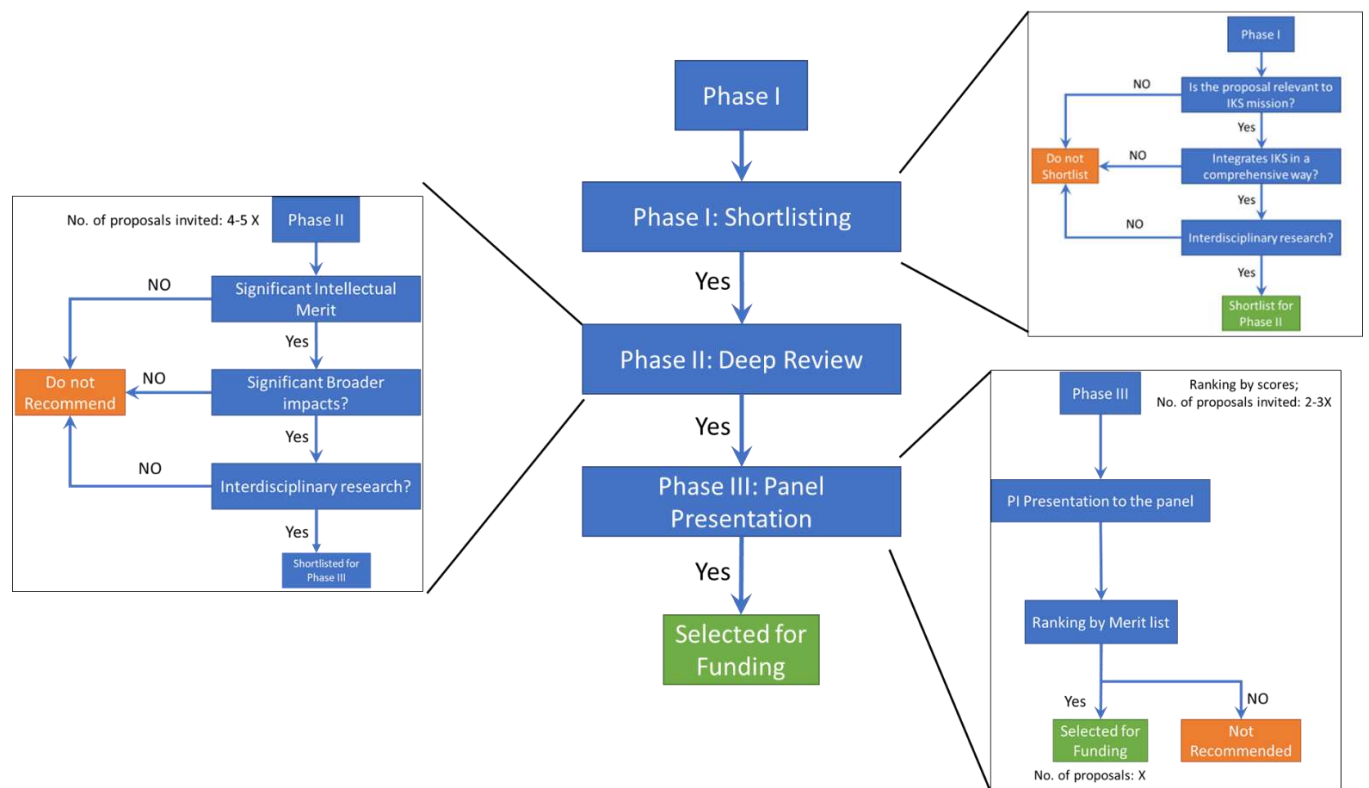 Phase I
Phase I: Shortlisting
Yes
Phase II: Deep Review
Yes
Phase III: Panel
Presentation
Yes
Selected for
Funding
Phase I
NO
Is the proposal relevant to
IKS mission?
Yes
Do not
Shortlist
NO
Integrates IKS in a
comprehensive way?
Yes
NO
Interdisciplinary research?
Yes
Shortlist for
Phase II
No. of proposals invited: 4-5 X
Phase II
NO
Significant Intellectual
Merit
Yes
Do not
Recommend
NO
Significant Broader
impacts?
Yes
NO
Interdisciplinary research?
Yes
Shortlisted for
Phase III
Phase III
Ranking by scores;
No. of proposals invited: 2-3X
PI Presentation to the panel
Ranking by Merit list
Yes
NO
Selected for
Funding
Not
Recommended
No. of proposals: X